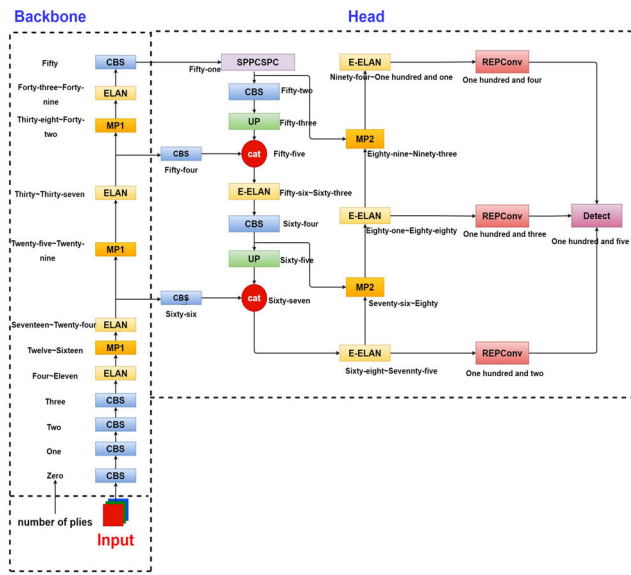 Backbone
Head
Fifty
CBS
Forty-three~Forty-
nine
ELAN
Thirty-eight~Forty-
two
MP1
Thirty~Thirty-seven
ELAN
Twenty-five~Twenty-
nine
MP1
Seventeen~Twenty-four
ELAN
Twelve~Sixteen
MP1
Four~Eleven
ELAN
Three
CBS
Two
CBS
One
CBS
Zero
CBS
number of plies
Input
Fifty-one
SPPCSPC
CBS
Fifty-two
UP
Fifty-three
CBS
Fifty-four
cat
Fifty-five
E-ELAN
Fifty-six~Sixty-three
CBS
Sixty-four
UP
Sixty-five
CBS
Sixty-six
cat
Sixty-seven
E-ELAN
Ninety-four~One hundred and one
MP2
Eighty-nine~Ninety-three
E-ELAN
Eighty-one~Eighty-eighty
MP2
Seventy-six~Eighty
E-ELAN
Sixty-eight~Sevennty-five
REPConv
One hundred and four
REPConv
One hundred and three
REPConv
One hundred and two
Detect
One hundred and five